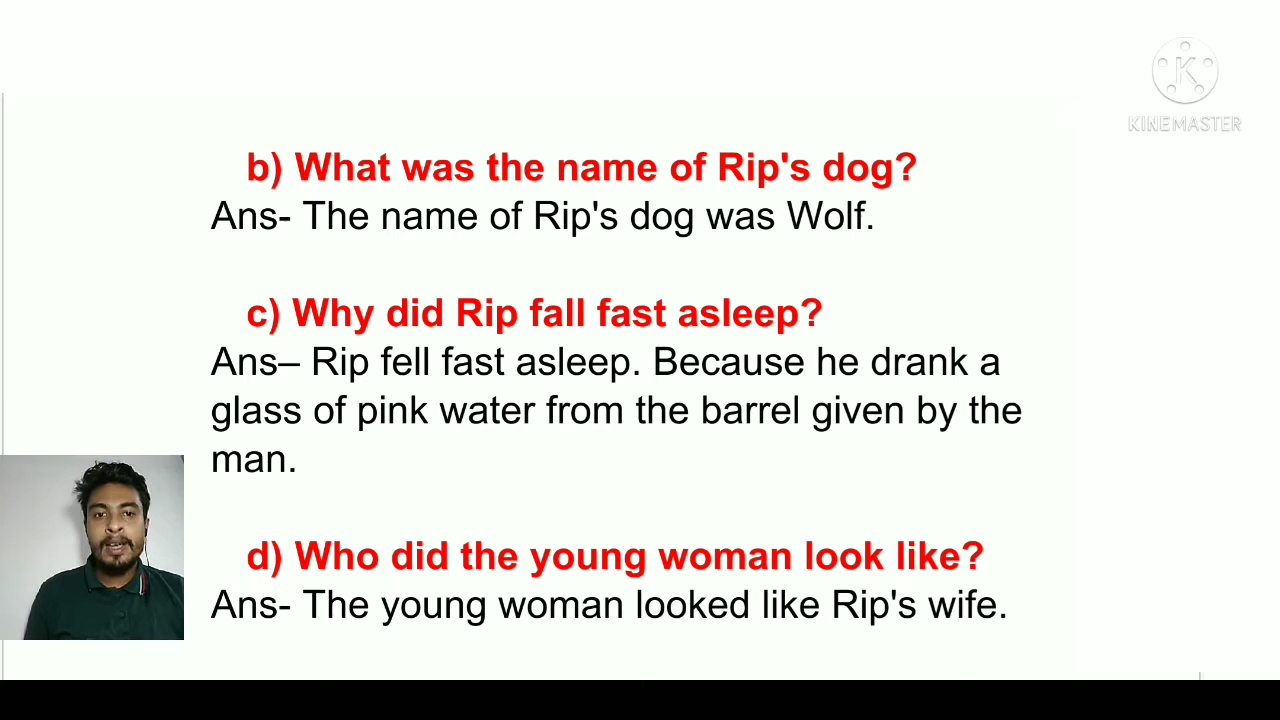 KINEMASTER
b) What was the name of Rip's dog?
Ans- The name of Rip's dog was Wolf.
c) Why did Rip fall fast asleep?
Ans– Rip fell fast asleep. Because he drank a
glass of pink water from the barrel given by the
man.
d) Who did the young woman look like?
Ans- The young woman looked like Rip's wife.